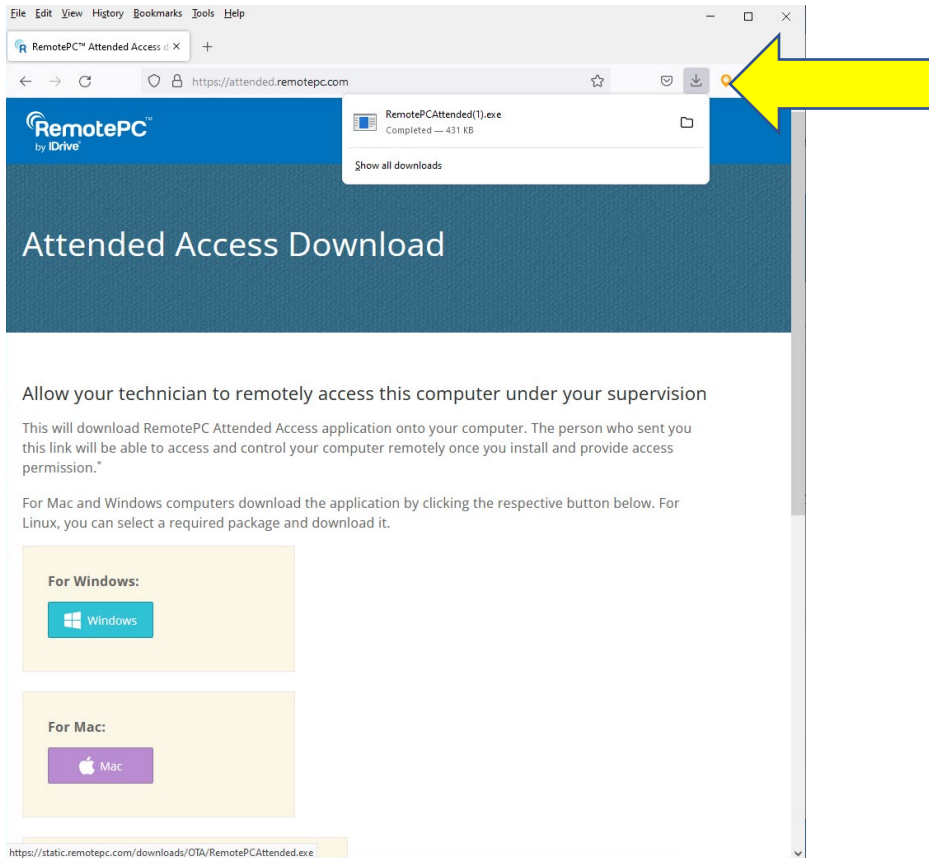 File Edit View History Bookmarks Tools Help
RemotePC™ Attended Access d
https://attended.remotepc.com
RemotePC™
by IDrive®
RemotePCAttended(1).exe
Completed — 431 KB
Show all downloads
Attended Access Download
Allow your technician to remotely access this computer under your supervision
This will download RemotePC Attended Access application onto your computer. The person who sent you
this link will be able to access and control your computer remotely once you install and provide access
permission.*
For Mac and Windows computers download the application by clicking the respective button below. For
Linux, you can select a required package and download it.
For Windows:
Windows
For Mac:
Mac
https://static.remotepc.com/downloads/OTA/RemotePCAttended.exe